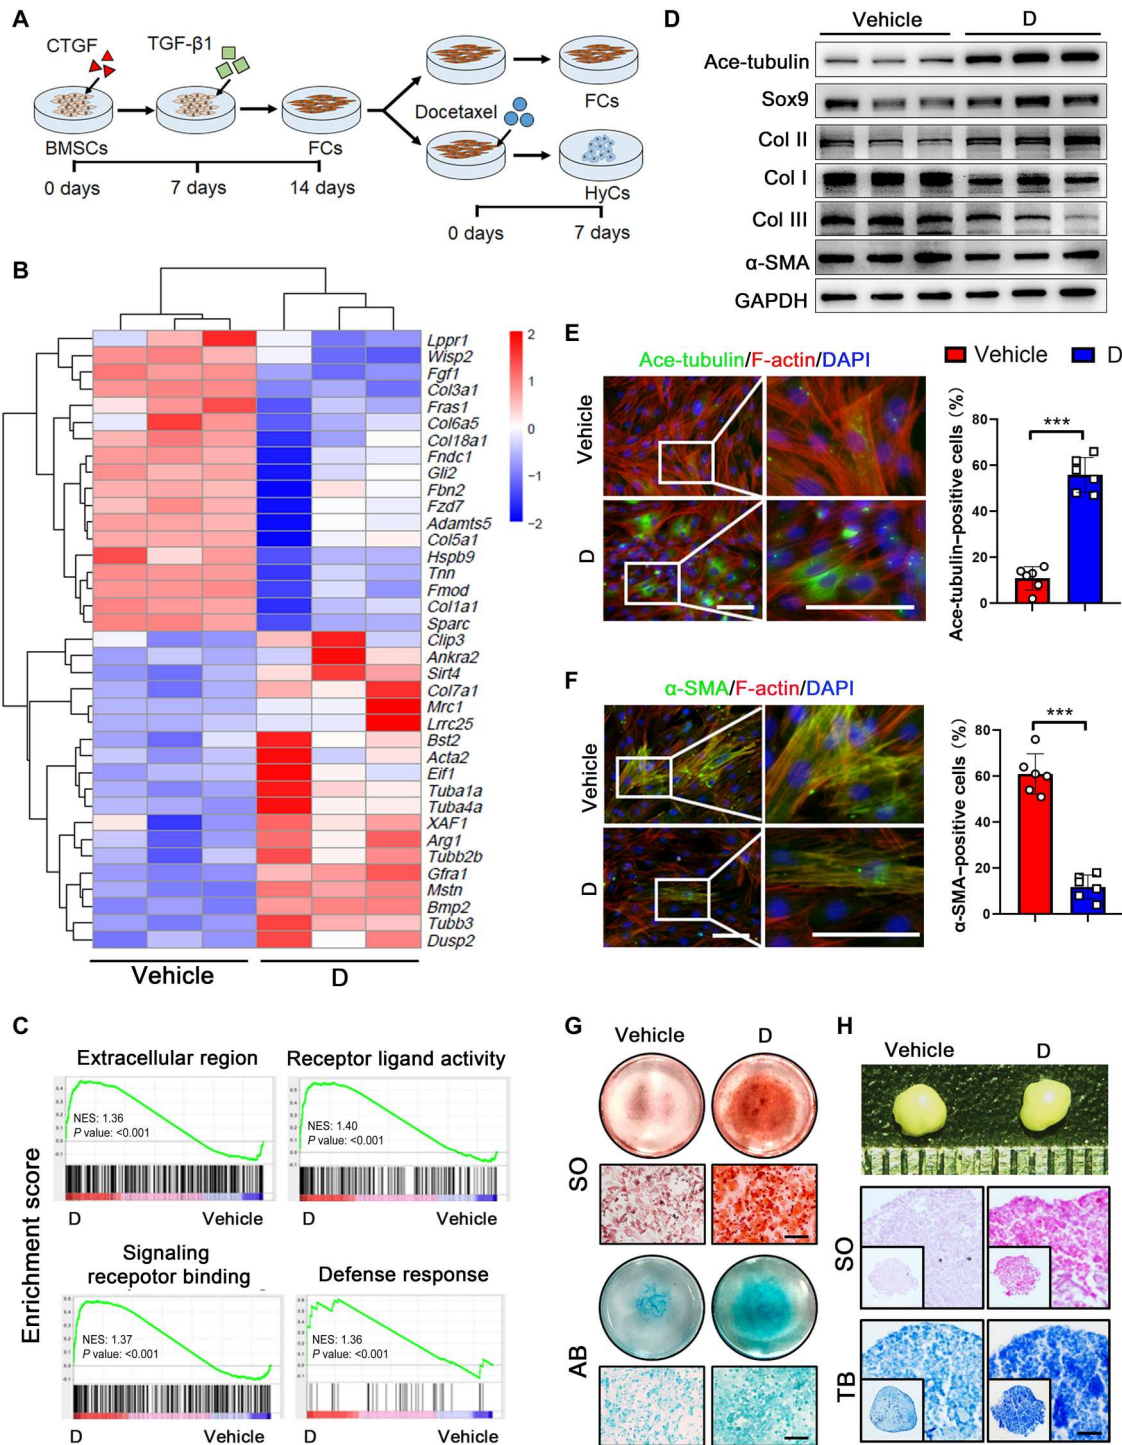 A
CTGF
TGF-β1
BMSCs
FCs
0 days
7 days
14 days
Docetaxel
FCs
HyCs
0 days
7 days
B
Lppr1
Wisp2
Fgf1
Col3a1
Fras1
Col6a5
Col18a1
Fndc1
Gli2
Fbn2
Fzd7
Adamts5
Col5a1
Hspb9
Tnn
Fmod
Col1a1
Sparc
Clip3
Ankra2
Sirt4
Col7a1
Mrc1
Lrrc25
Bst2
Acta2
Eif1
Tuba1a
Tuba4a
XAF1
Arg1
Tubb2b
Gfra1
Mstn
Bmp2
Tubb3
Dusp2
2
1
0
−1
−2
Vehicle
D
C
Enrichment score
Extracellular region
NES: 1.36
P value: <0.001
D Vehicle
Receptor ligand activity
NES: 1.40
P value: <0.001
D Vehicle
Signaling
recepotor binding
NES: 1.37
P value: <0.001
D Vehicle
Defense response
NES: 1.36
P value: <0.001
D Vehicle
D
Vehicle D
Ace-tubulin
Sox9
Col II
Col I
Col III
α-SMA
GAPDH
E
Ace-tubulin/F-actin/DAPI
Vehicle
D
Vehicle D
Ace-tubulin–positive cells (%)
80
60
40
20
0
***
F
α-SMA/F-actin/DAPI
Vehicle
D
α-SMA–positive cells (%)
80
60
40
20
0
***
G
Vehicle D
SO
AB
H
Vehicle D
SO
TB